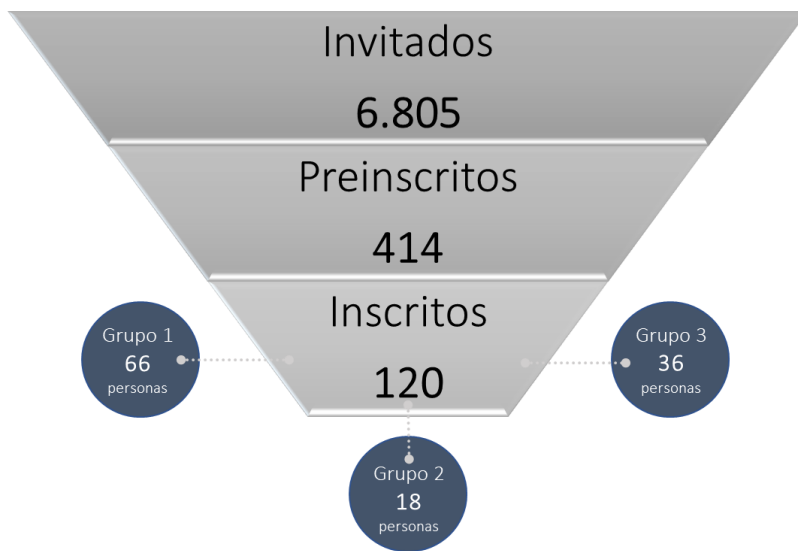 Invitados
6.805
Preinscritos
414
Inscritos
120
Grupo 1
66
personas
Grupo 3
36
personas
Grupo 2
18
personas